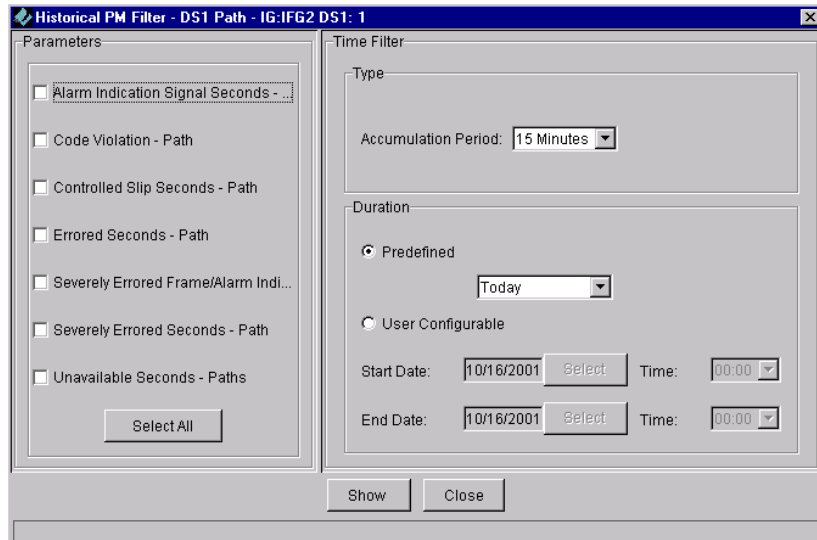 Historical PM Filter - DS1 Path - IG:IFG2 DS1: 1
Parameters
Alarm Indication Signal Seconds - ...
Code Violation - Path
Controlled Slip Seconds - Path
Errored Seconds - Path
Severely Errored Frame/Alarm Indi...
Severely Errored Seconds - Path
Unavailable Seconds - Paths
Select All
Time Filter
Type
Accumulation Period: 15 Minutes
Duration
Predefined
Today
User Configurable
Start Date: 10/16/2001 Select Time: 00:00
End Date: 10/16/2001 Select Time: 00:00
Show Close